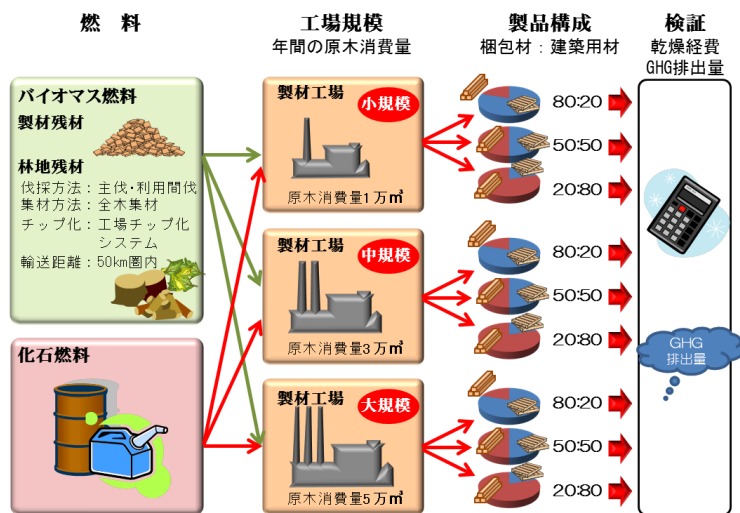 燃 料
工場規模
年間の原木消費量
製品構成
梱包材：建築用材
検証
乾燥経費
GHG排出量
バイオマス燃料
製材残材
林地残材
伐採方法：主伐・利用間伐
集材方法：全木集材
チップ化：工場チップ化
システム
輸送距離：50km圏内
化石燃料
製材工場
小規模
原木消費量1万㎥
製材工場
中規模
原木消費量3万㎥
製材工場
大規模
原木消費量5万㎥
80:20
50:50
20:80
80:20
50:50
20:80
80:20
50:50
20:80
GHG
排出量